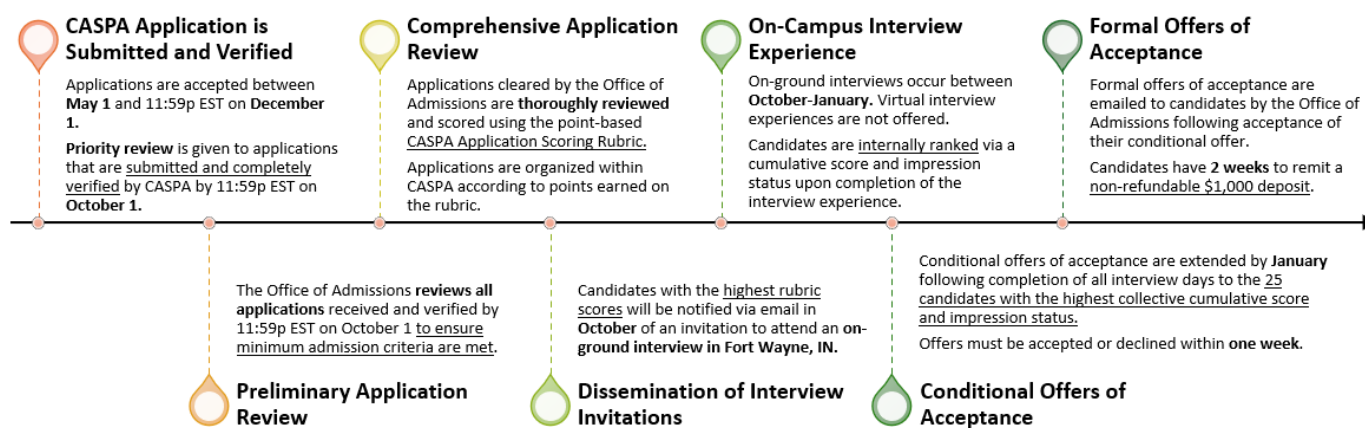 CASPA Application is
Submitted and Verified
Applications are accepted between
May 1 and 11:59p EST on December
1.
Priority review is given to applications
that are submitted and completely
verified by CASPA by 11:59p EST on
October 1.
Comprehensive Application
Review
Applications cleared by the Office of
Admissions are thoroughly reviewed
and scored using the point-based
CASPA Application Scoring Rubric.
Applications are organized within
CASPA according to points earned on
the rubric.
On-Campus Interview
Experience
On-ground interviews occur between
October-January. Virtual interview
experiences are not offered.
Candidates are internally ranked via a
cumulative score and impression
status upon completion of the
interview experience.
Formal Offers of
Acceptance
Formal offers of acceptance are
emailed to candidates by the Office of
Admissions following acceptance of
their conditional offer.
Candidates have 2 weeks to remit a
non-refundable $1,000 deposit.
The Office of Admissions reviews all
applications received and verified by
11:59p EST on October 1 to ensure
minimum admission criteria are met.
Preliminary Application
Review
Candidates with the highest rubric
scores will be notified via email in
October of an invitation to attend an on-
ground interview in Fort Wayne, IN.
Dissemination of Interview
Invitations
Conditional offers of acceptance are extended by January
following completion of all interview days to the 25
candidates with the highest collective cumulative score
and impression status.
Offers must be accepted or declined within one week.
Conditional Offers of
Acceptance